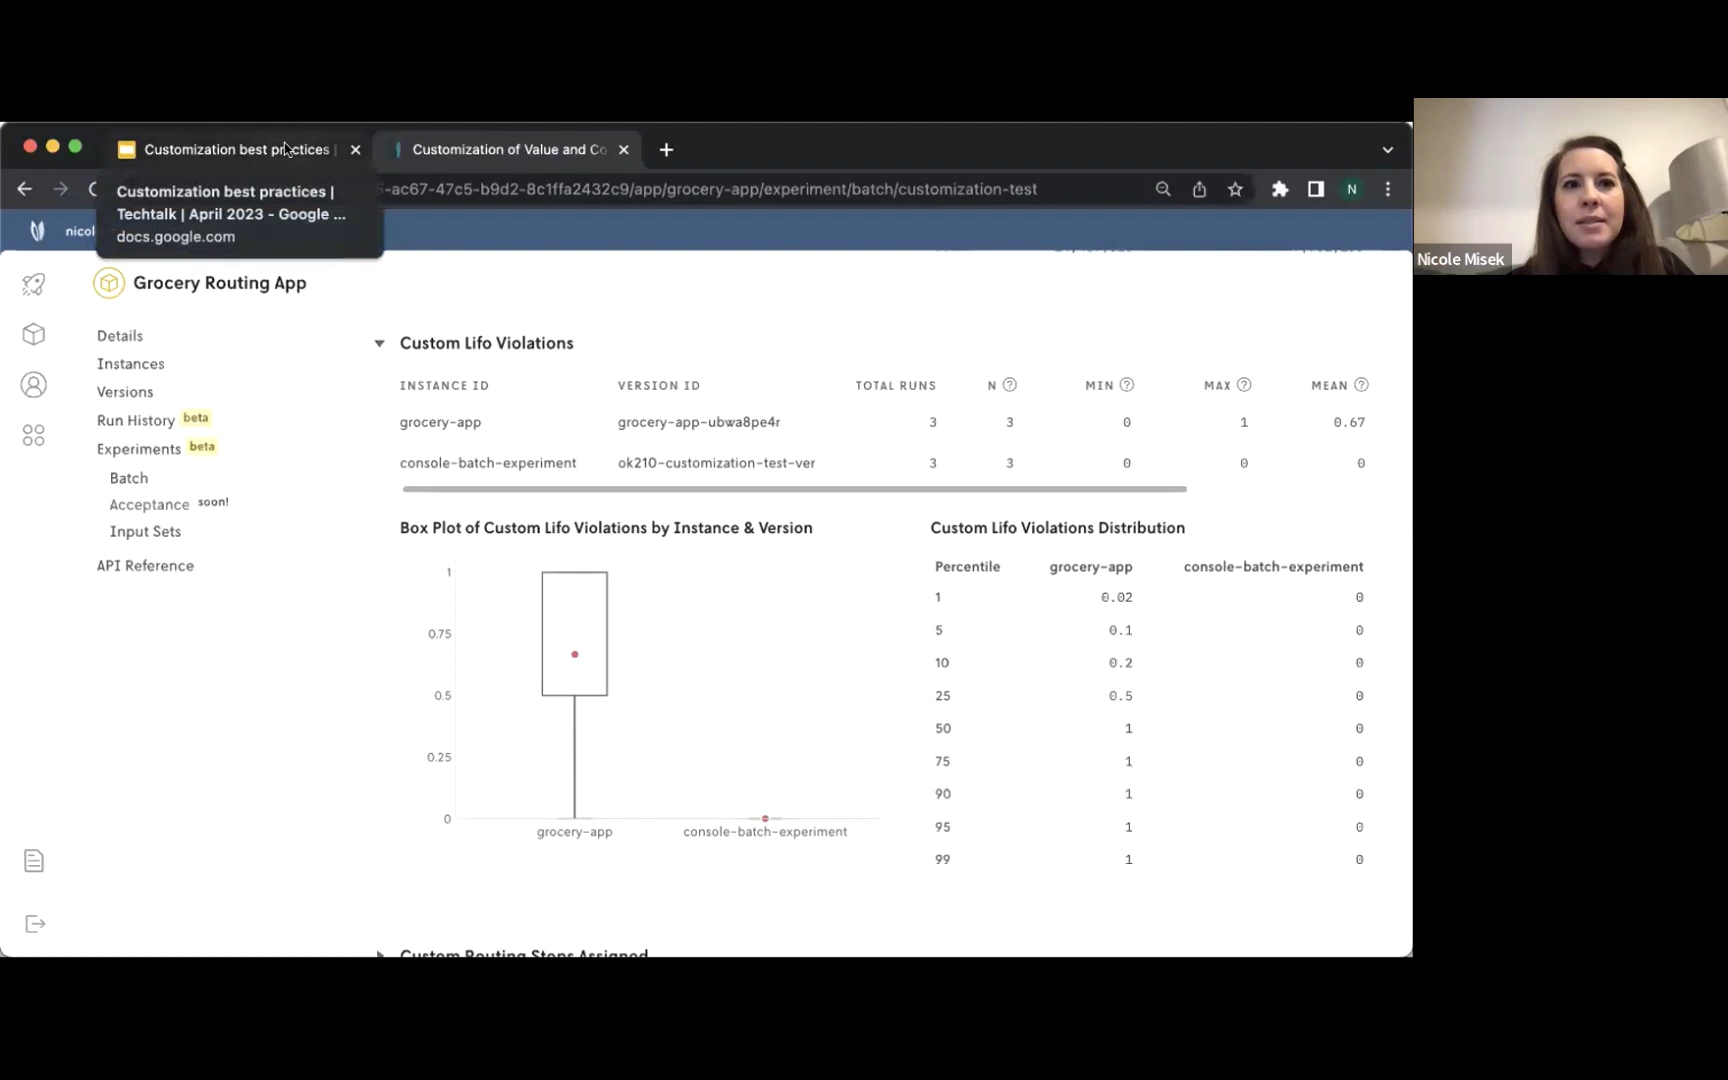 Customization best practices |
Customization of Value and Co
Customization best practices |
Techtalk | April 2023 - Google ...
docs.google.com
-ac67-47c5-b9d2-8c1ffa2432c9/app/grocery-app/experiment/batch/customization-test
N
nicol
Nicole Misek
Grocery Routing App
Details
Instances
Versions
Run History beta
Experiments beta
Batch
Acceptance soon!
Input Sets
API Reference
Custom Lifo Violations
INSTANCE ID VERSION ID TOTAL RUNS N ? MIN ? MAX ? MEAN ?
grocery-app grocery-app-ubwa8pe4r 3 3 0 1 0.67
console-batch-experiment ok210-customization-test-ver 3 3 0 0 0
Box Plot of Custom Lifo Violations by Instance & Version
1
0.75
0.5
0.25
0
grocery-app console-batch-experiment
Custom Lifo Violations Distribution
Percentile grocery-app console-batch-experiment
1 0.02 0
5 0.1 0
10 0.2 0
25 0.5 0
50 1 0
75 1 0
90 1 0
95 1 0
99 1 0
Custom Routing Stops Assigned